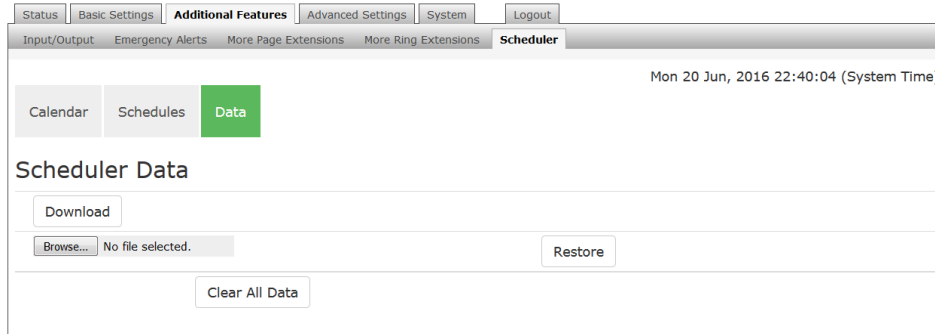 Status Basic Settings Additional Features Advanced Settings System Logout
Input/Output Emergency Alerts More Page Extensions More Ring Extensions Scheduler
Mon 20 Jun, 2016 22:40:04 (System Time)
Calendar Schedules Data
Scheduler Data
Download
Browse... No file selected. Restore
Clear All Data